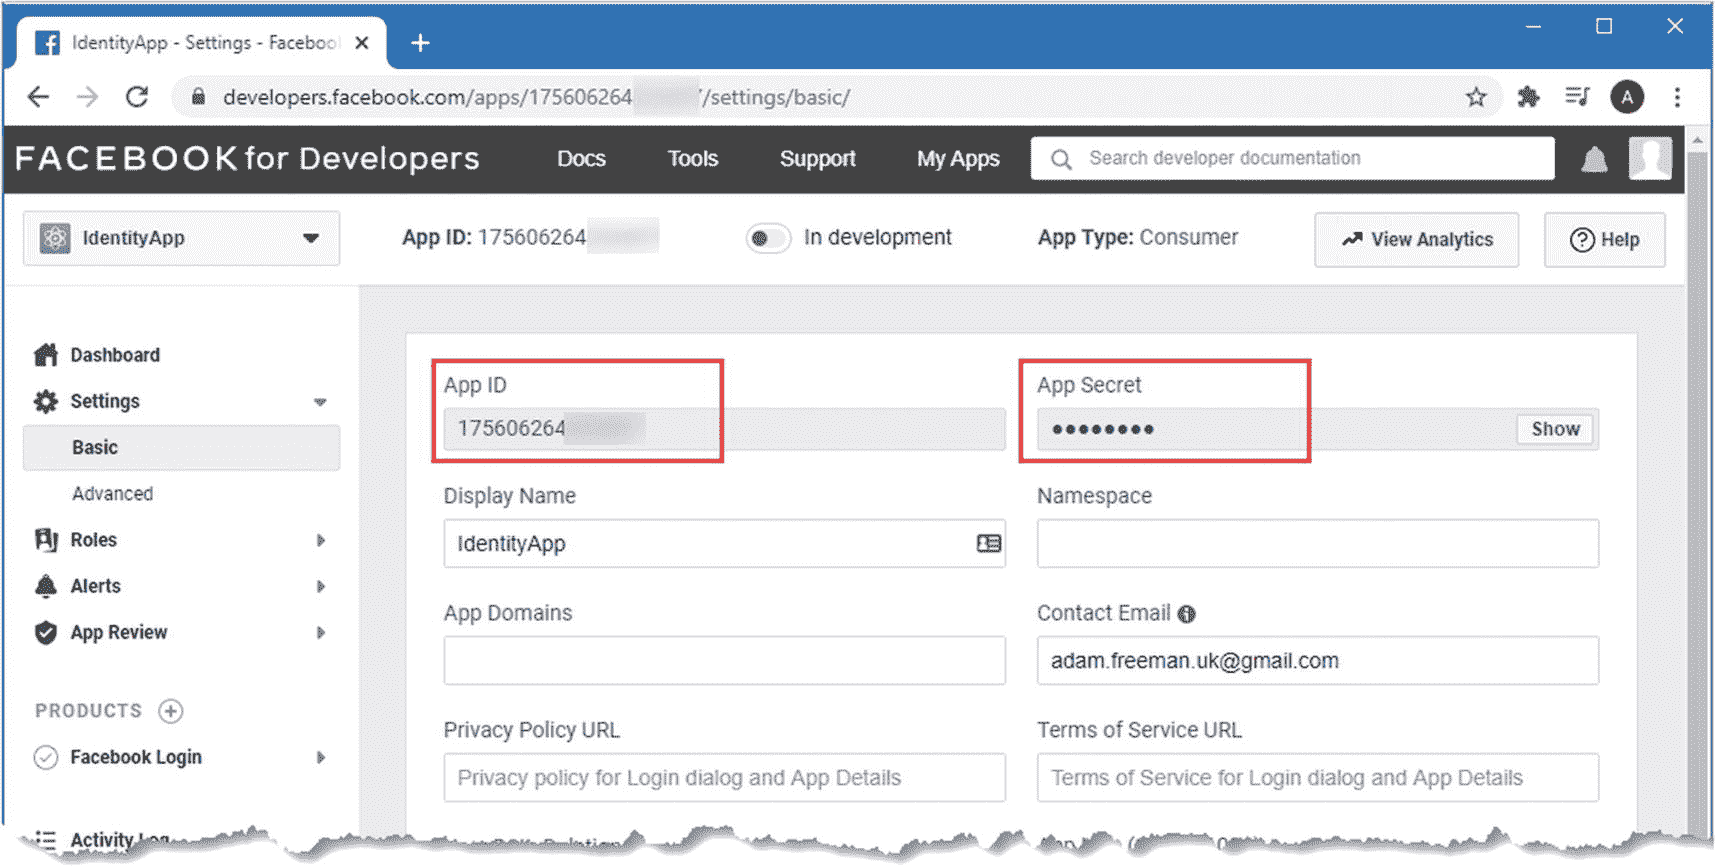 IdentityApp - Settings - Faceboo
developers.facebook.com/apps/175606264 /settings/basic/
A
FACEBOOK for Developers
Docs
Tools
Support
My Apps
Search developer documentation
IdentityApp
App ID: 175606264
In development
App Type: Consumer
View Analytics
Help
Dashboard
Settings
Basic
Advanced
Roles
Alerts
App Review
PRODUCTS
Facebook Login
Activity Log
App ID
175606264
App Secret
••••••••
Show
Display Name
IdentityApp
Namespace
App Domains
Contact Email
adam.freeman.uk@gmail.com
Privacy Policy URL
Privacy policy for Login dialog and App Details
Terms of Service URL
Terms of Service for Login dialog and App Details